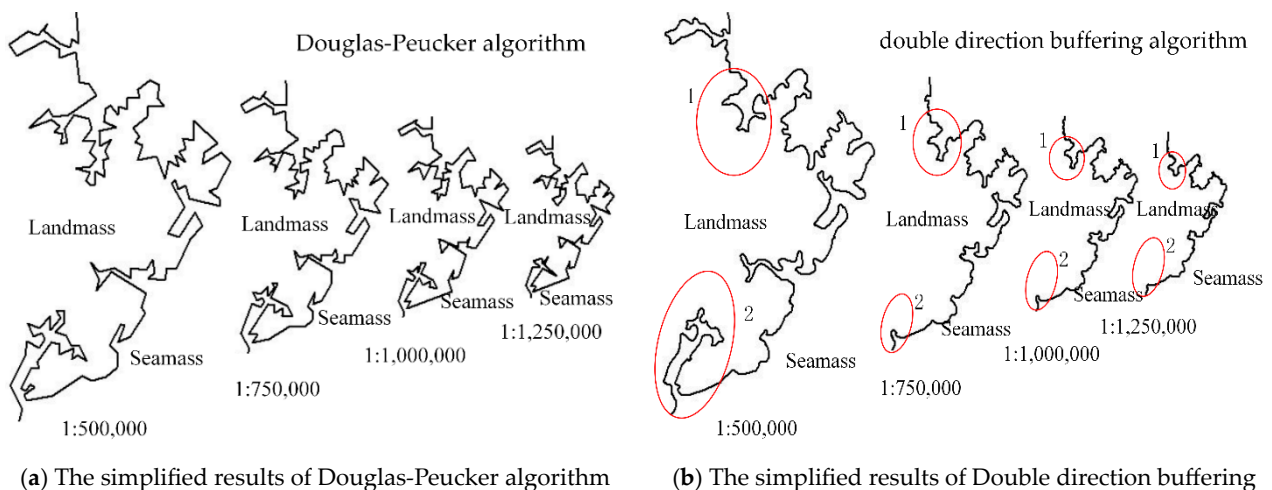 Douglas-Peucker algorithm
Landmass
Landmass
Landmass
Landmass
Seamass
Seamass
Seamass
Seamass
1:1,250,000
1:1,000,000
1:750,000
1:500,000
(a) The simplified results of Douglas-Peucker algorithm
double direction buffering algorithm
1
1
1
1
Landmass
Landmass
Landmass
Landmass
2
2
2
2
Seamass
Seamass
Seamass
Seamass
1:1,250,000
1:1,000,000
1:750,000
1:500,000
(b) The simplified results of Double direction buffering